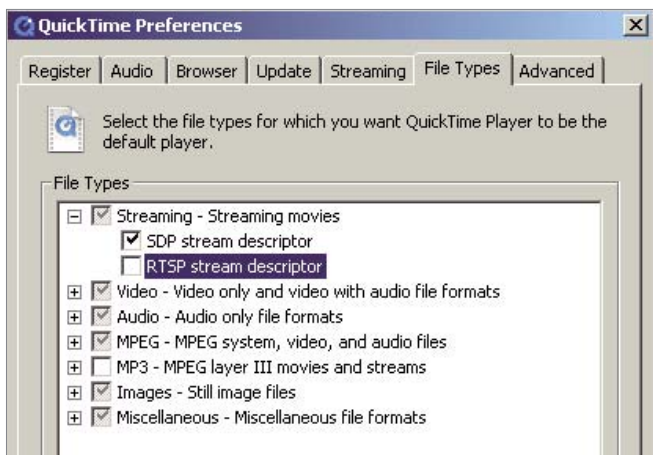 QuickTime Preferences
Register Audio Browser Update Streaming File Types Advanced
Select the file types for which you want QuickTime Player to be the
default player.
File Types
Streaming - Streaming movies
SDP stream descriptor
RTSP stream descriptor
Video - Video only and video with audio file formats
Audio - Audio only file formats
MPEG - MPEG system, video, and audio files
MP3 - MPEG layer III movies and streams
Images - Still image files
Miscellaneous - Miscellaneous file formats